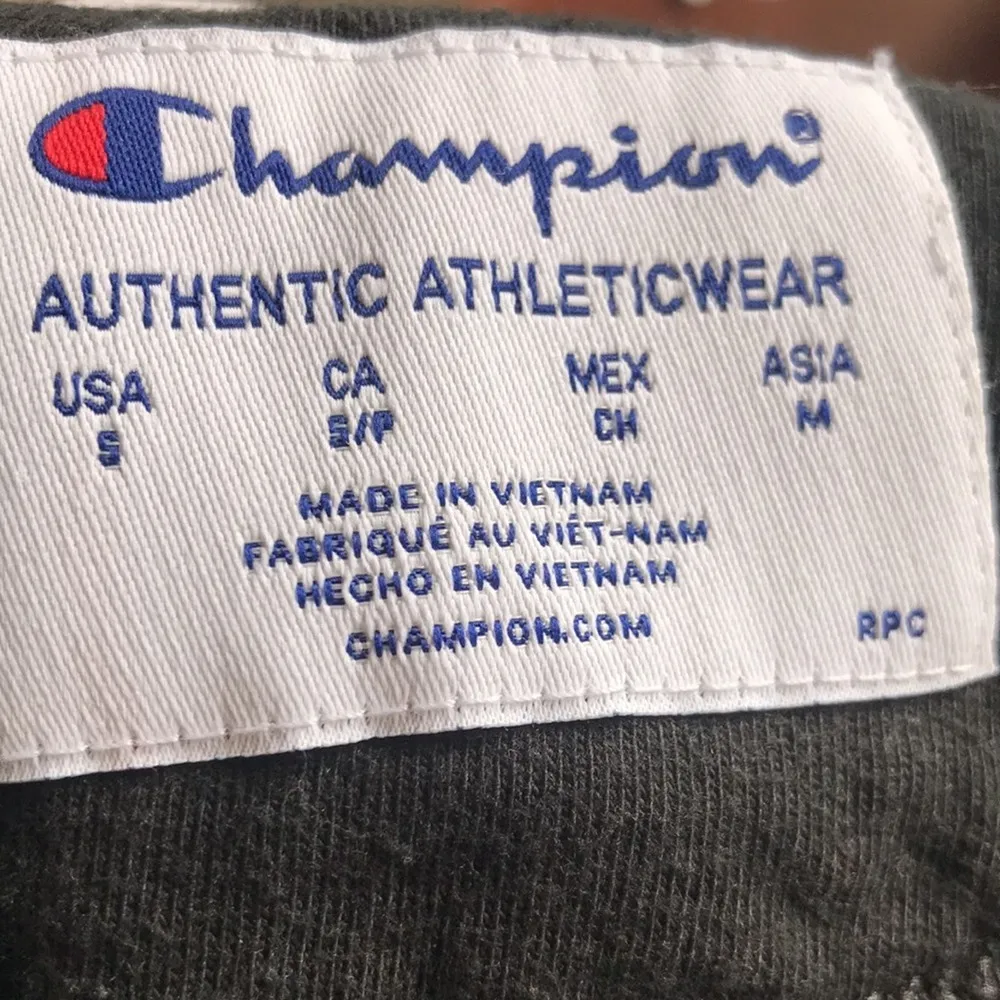 Champion®
AUTHENTIC ATHLETICWEAR
USA CA MEX ASIA
S S/P CH M
MADE IN VIETNAM
FABRIQUÉ AU VIÊT-NAM
HECHO EN VIETNAM
CHAMPION.COM RPC